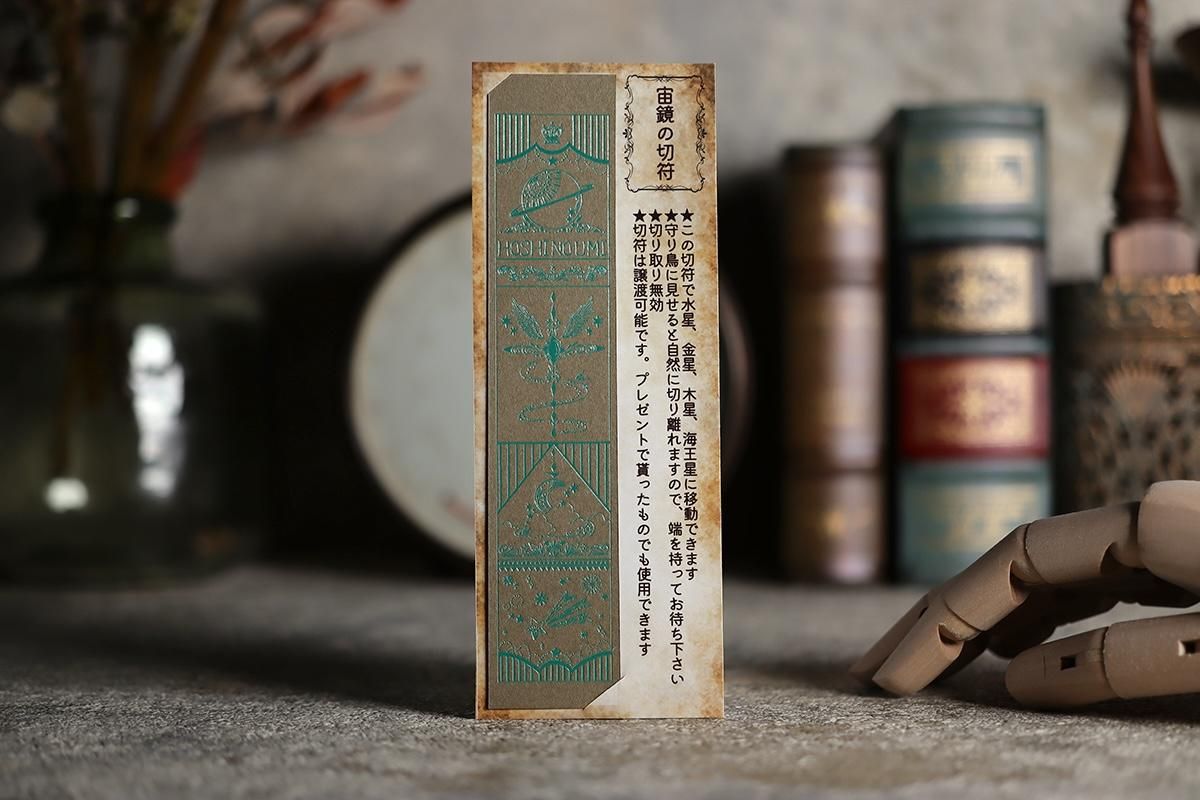 宙鏡の切符
★この切符で水星、金星、木星、海王星に移動できます
★守り鳥に見せると自然に切り離れますので、端を持ってお待ち下さい
★切り取り無効
★切符は譲渡可能です。プレゼントで貰ったものでも使用できます
HOSHINOUMI